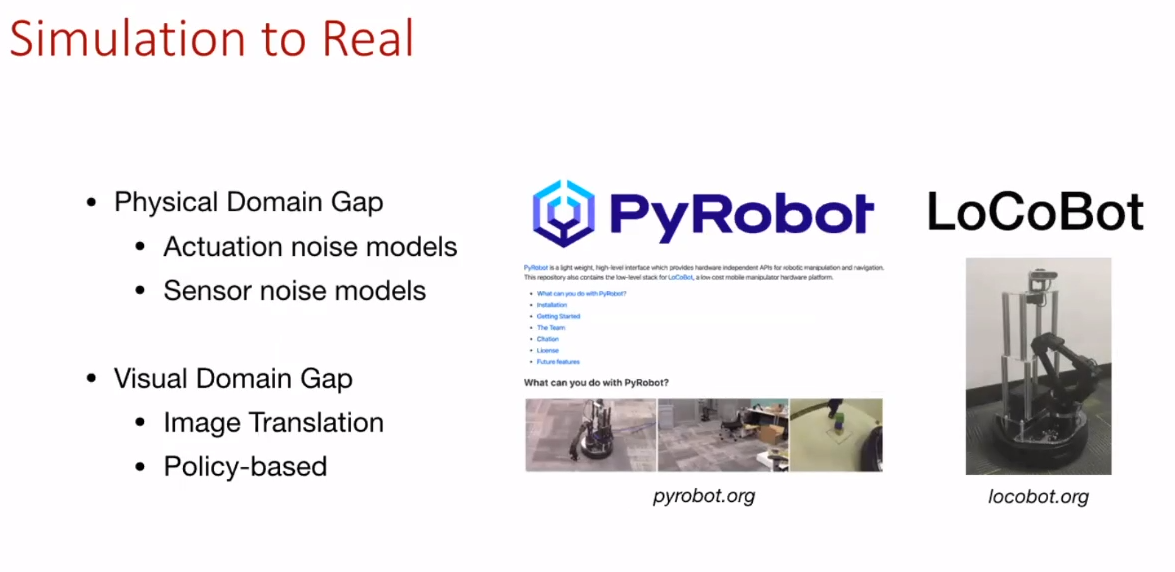 Simulation to Real
• Physical Domain Gap
• Actuation noise models
• Sensor noise models
• Visual Domain Gap
• Image Translation
• Policy-based
PyRobot
PyRobot is a light weight, high-level interface which provides hardware independent APIs for robotic manipulation and navigation.
This repository also contains the low-level stack for LoCoBot, a low-cost mobile manipulator hardware platform.
• What can you do with PyRobot?
• Installation
• Getting Started
• The Team
• Citation
• License
• Future features
What can you do with PyRobot?
pyrobot.org
LoCoBot
locobot.org